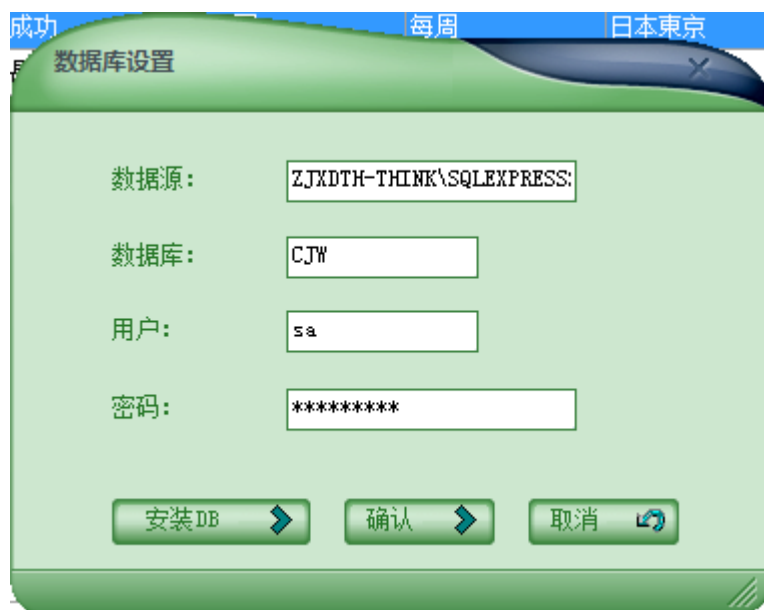 成功
每周
日本東京
数据库设置
数据源:
ZJXDTH-THINK\SQLEXPRESS
数据库:
CJW
用户:
sa
密码:
*********
安装DB
确认
取消